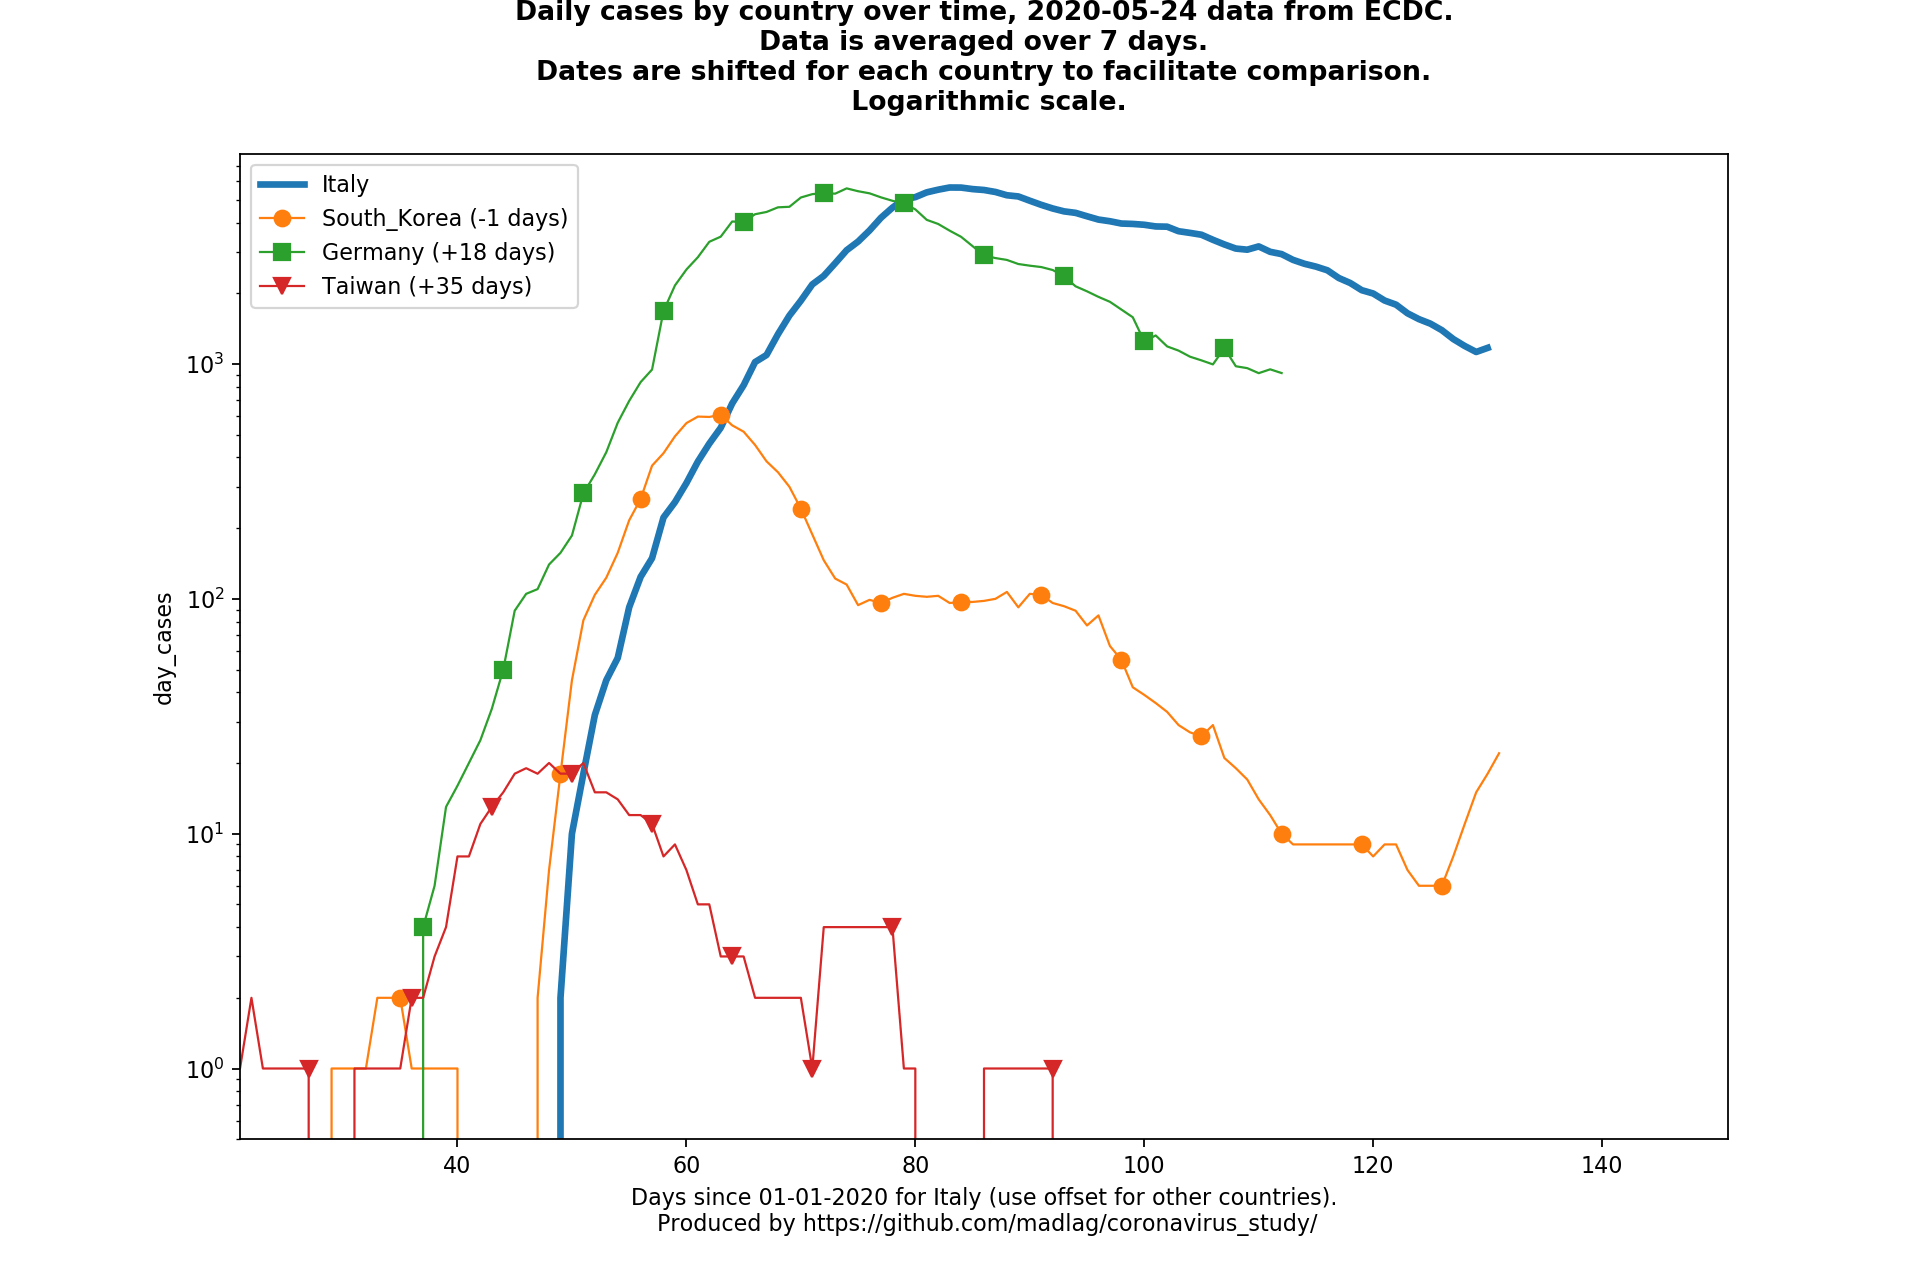 Daily cases by country over time, 2020-05-24 data from ECDC.
Data is averaged over 7 days.
Dates are shifted for each country to facilitate comparison.
Logarithmic scale.
Italy
South_Korea (-1 days)
Germany (+18 days)
Taiwan (+35 days)
day_cases
10³
10²
10¹
10⁰
40 60 80 100 120 140
Days since 01-01-2020 for Italy (use offset for other countries).
Produced by https://github.com/madlag/coronavirus_study/